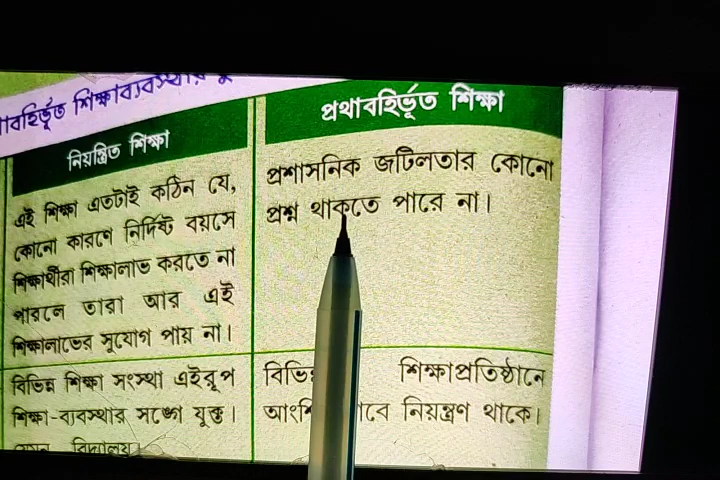 শিক্ষাব্যবস্থার
নিয়ন্ত্রিত শিক্ষা
এই শিক্ষা এতটাই কঠিন যে,
কোনো কারণে নির্দিষ্ট বয়সে
শিক্ষার্থীরা শিক্ষালাভ করতে না
পারলে তারা আর এই
শিক্ষালাভের সুযোগ পায় না।
বিভিন্ন শিক্ষা সংস্থা এইরূপ
শিক্ষা-ব্যবস্থার সঙ্গে যুক্ত।
বিদ্যালয়
প্রথাবহির্ভূত শিক্ষা
প্রশাসনিক জটিলতার কোনো
প্রশ্ন থাকতে পারে না।
শিক্ষাপ্রতিষ্ঠানে
নিয়ন্ত্রণ থাকে।